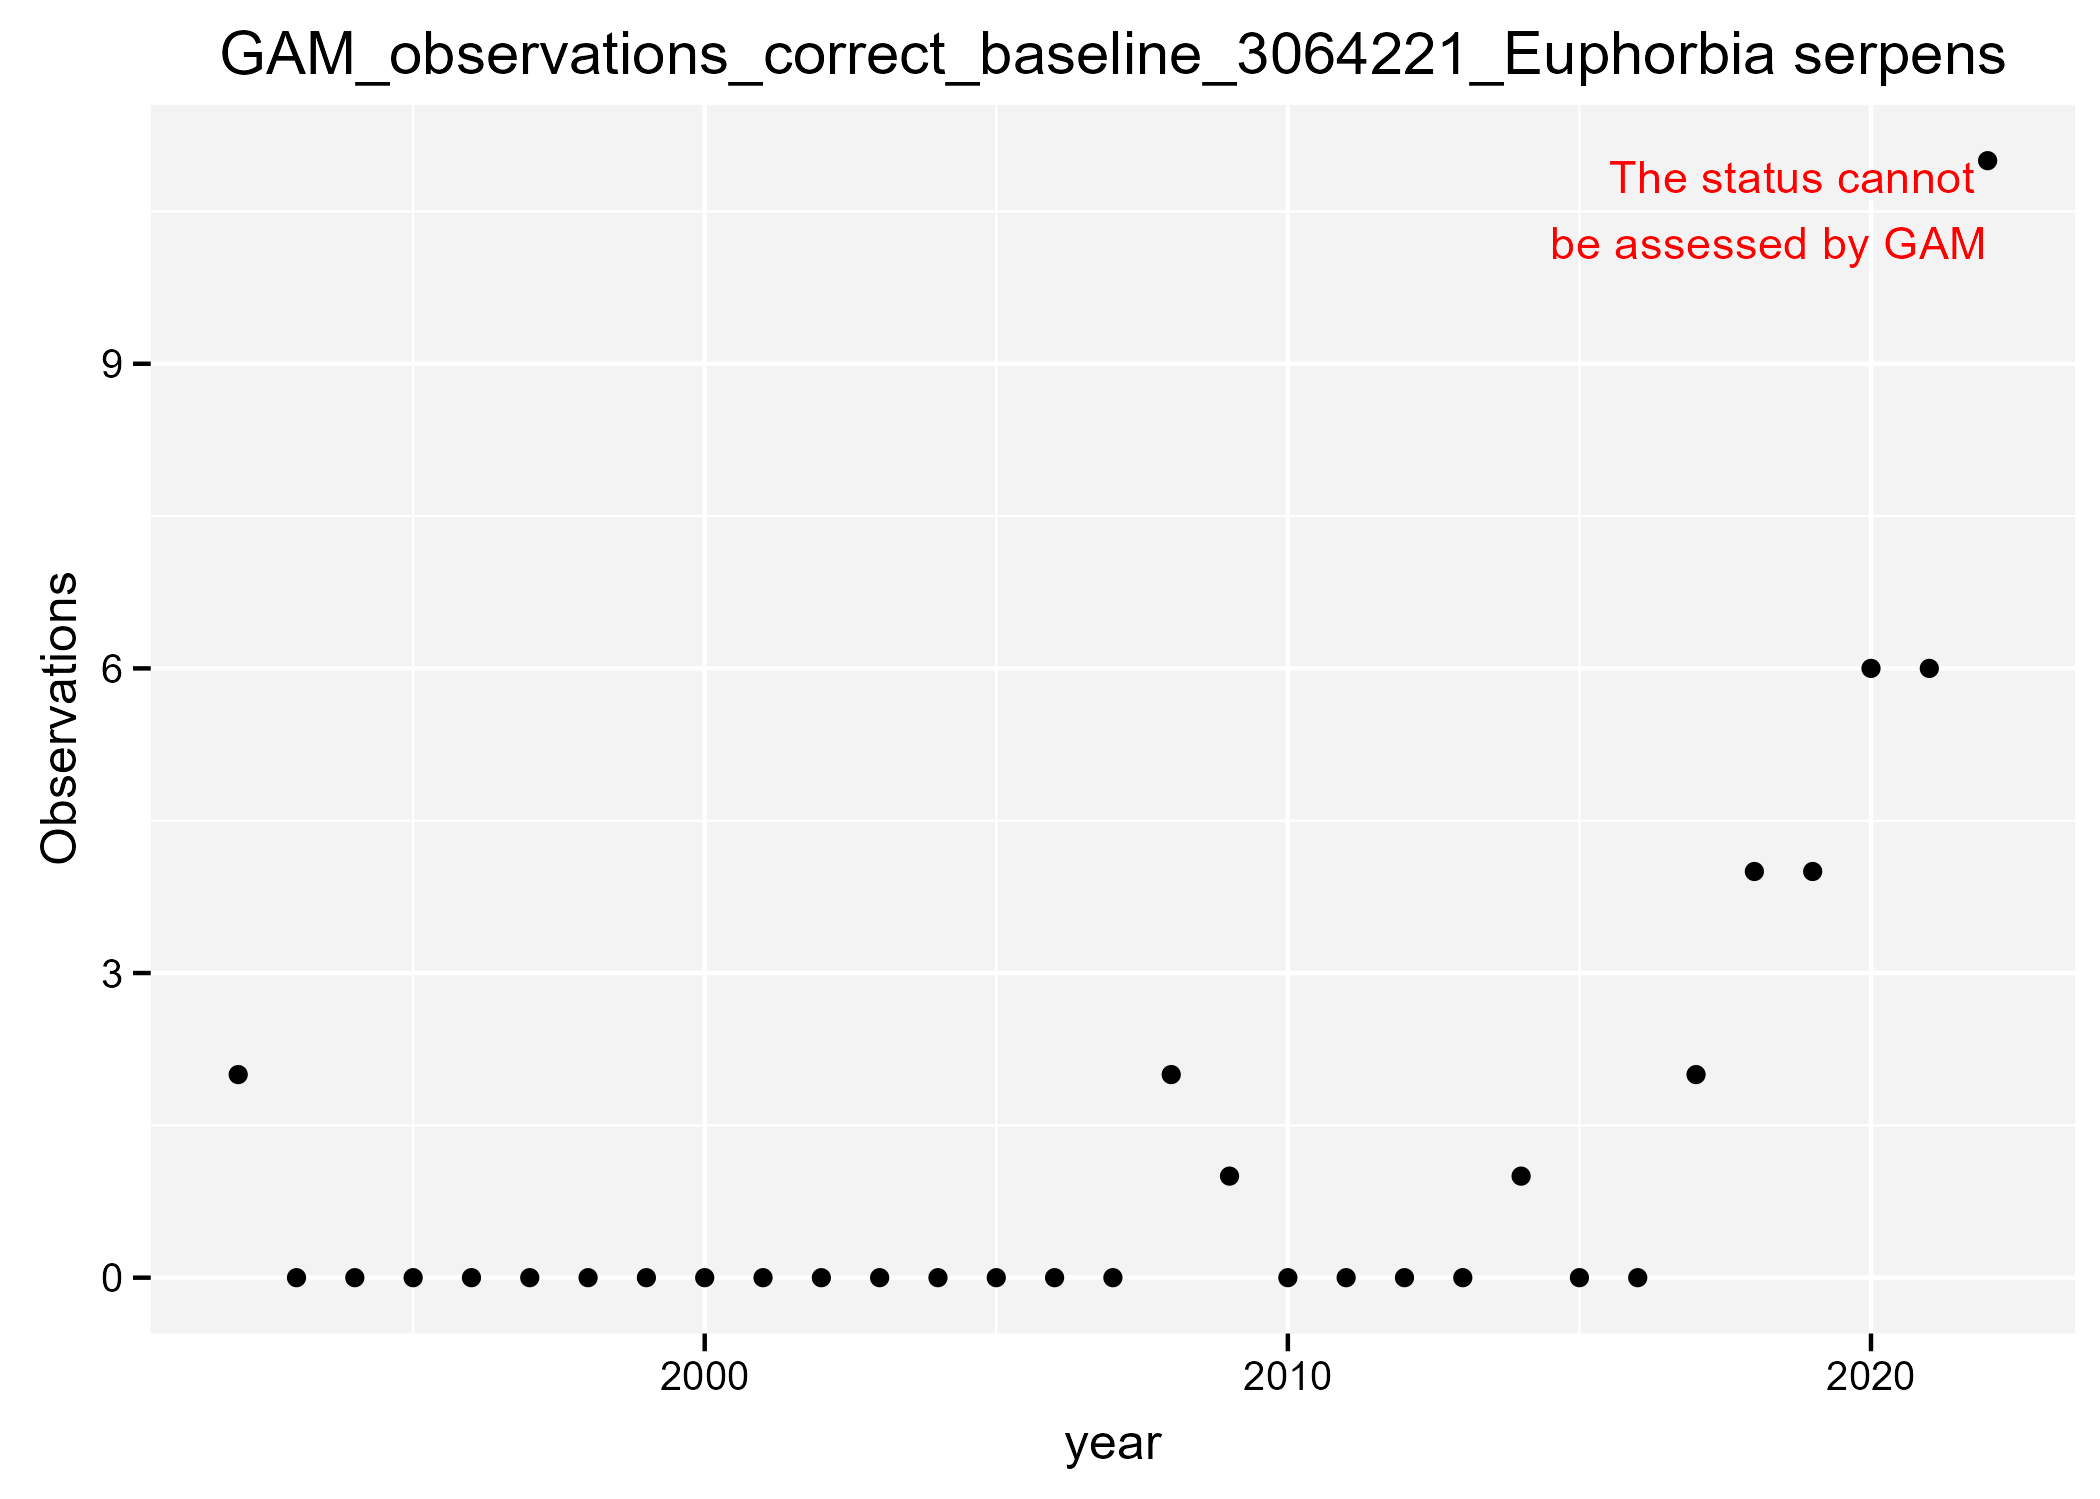 GAM_observations_correct_baseline_3064221_Euphorbia serpens
The status cannot
be assessed by GAM
9
6
3
0
Observations
2000 2010 2020
year